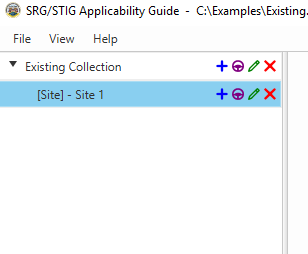 SRG/STIG Applicability Guide - C:\Examples\Existing.
File View Help
Existing Collection
[Site] - Site 1